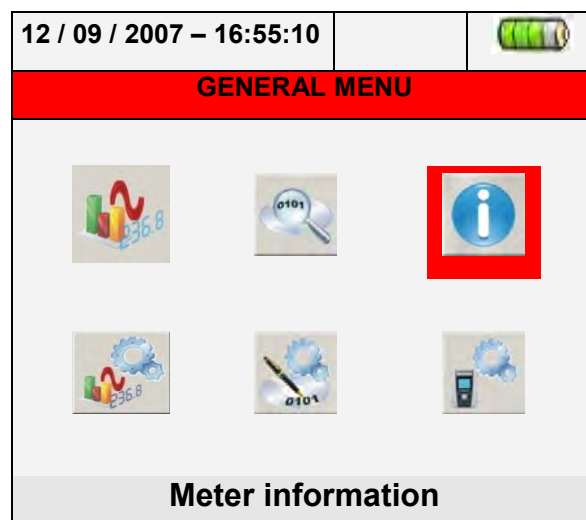 12 / 09 / 2007 – 16:55:10
GENERAL MENU
236.8
0101
236.8
0101
Meter information